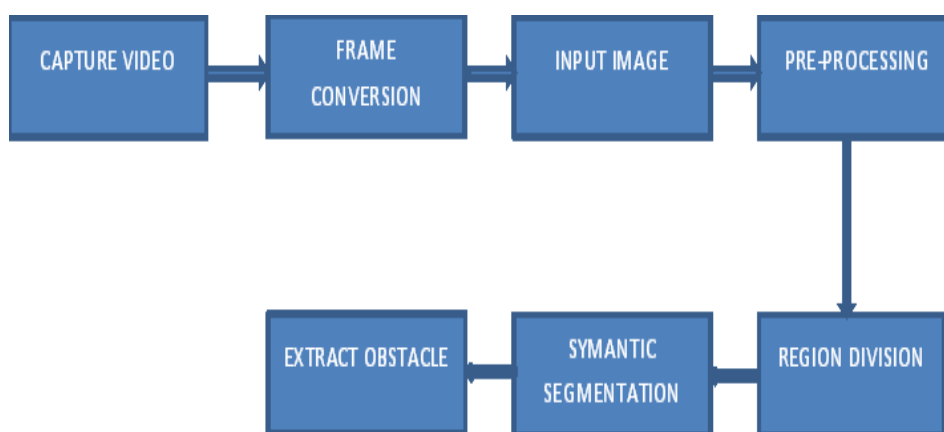 CAPTURE VIDEO
FRAME
CONVERSION
INPUT IMAGE
PRE-PROCESSING
EXTRACT OBSTACLE
SYMANTIC
SEGMENTATION
REGION DIVISION